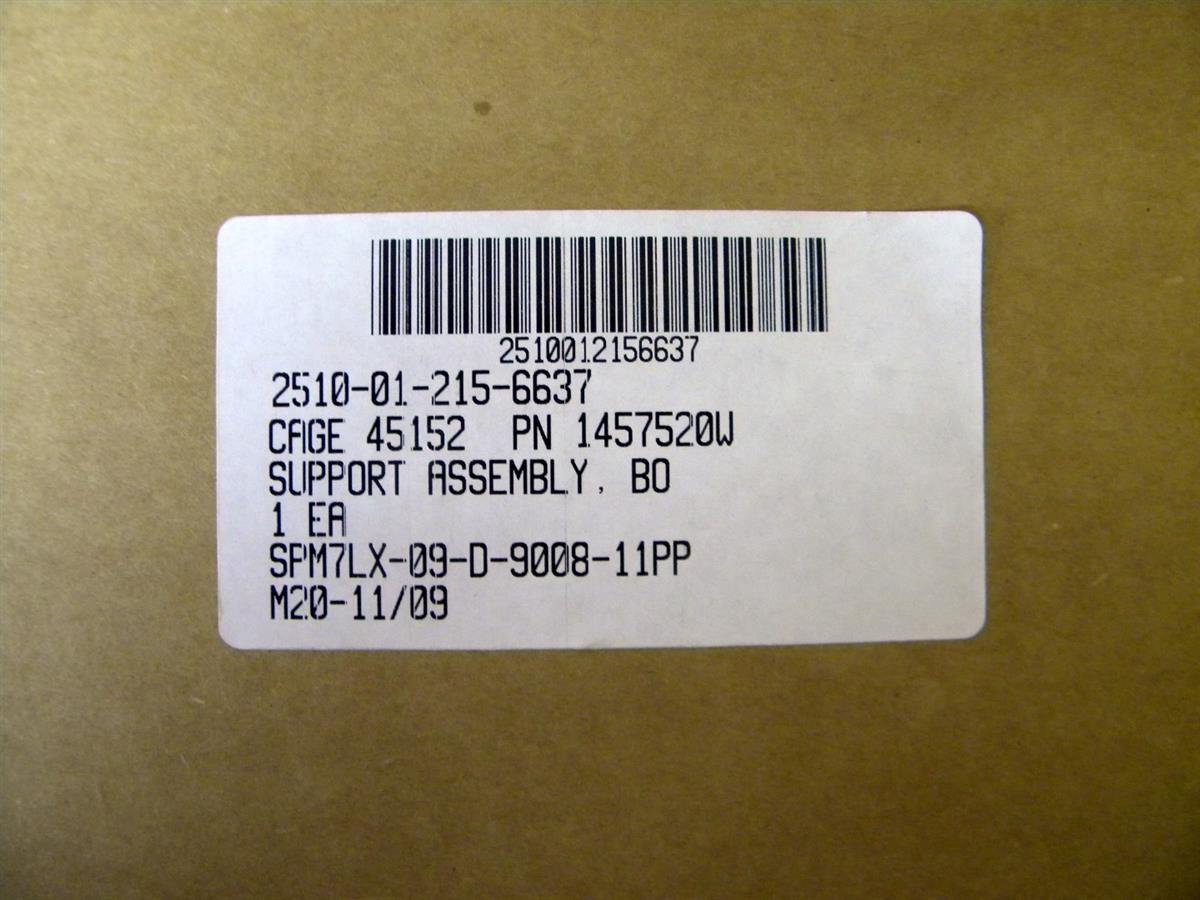 2510012156637
2510-01-215-6637
CAGE 45152 PN 1457520W
SUPPORT ASSEMBLY, BO
1 EA
SPM7LX-09-D-9008-11PP
M20-11/09